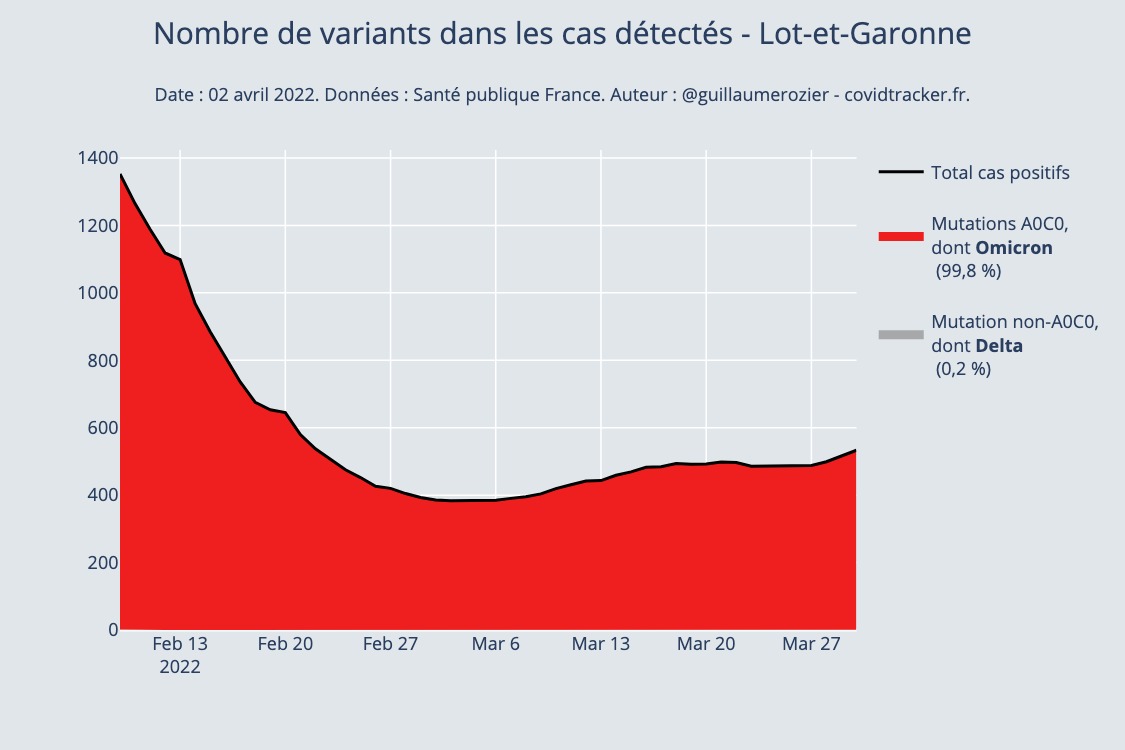 Nombre de variants dans les cas détectés - Lot-et-Garonne
Date : 02 avril 2022. Données : Santé publique France. Auteur : @guillaumerozier - covidtracker.fr.
1400
1200
1000
800
600
400
200
0
Feb 13
2022
Feb 20
Feb 27
Mar 6
Mar 13
Mar 20
Mar 27
Total cas positifs
Mutations A0C0,
dont Omicron
(99,8 %)
Mutation non-A0C0,
dont Delta
(0,2 %)